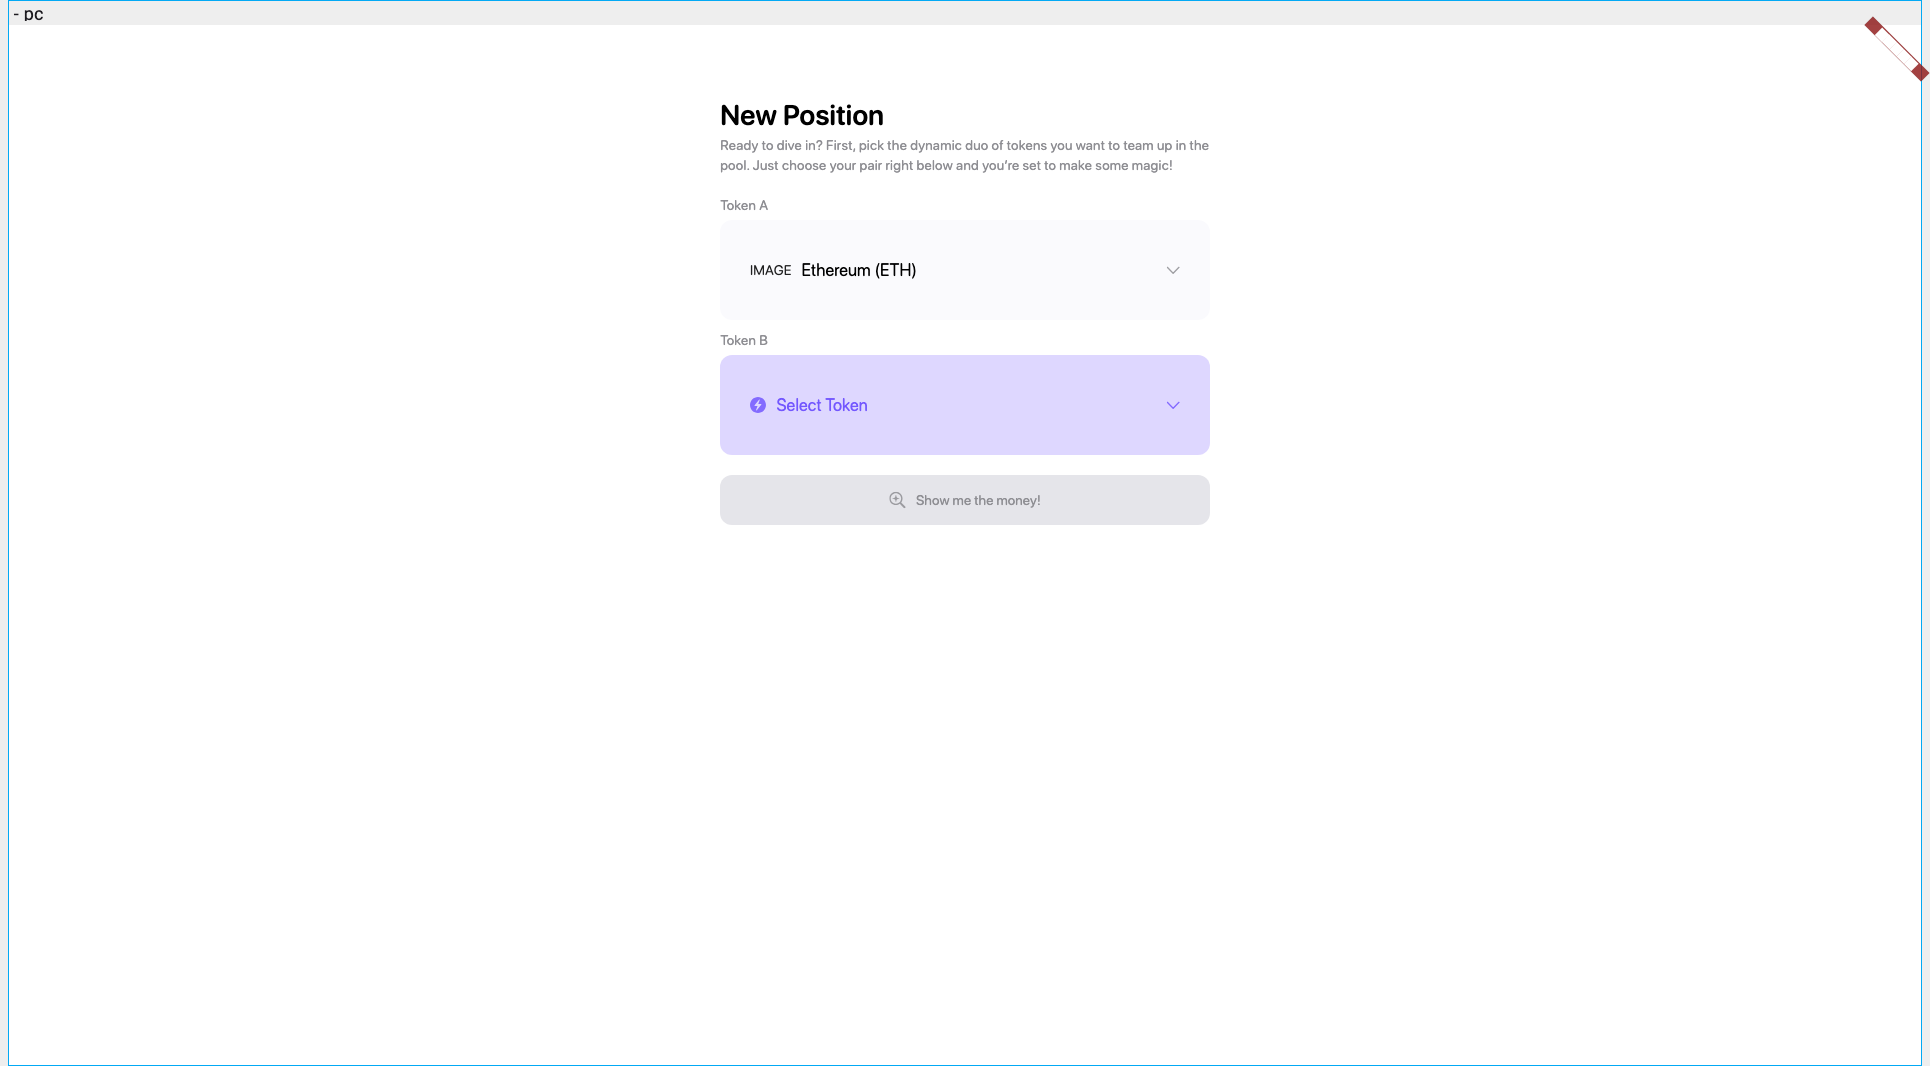 - pc
New Position
Ready to dive in? First, pick the dynamic duo of tokens you want to team up in the
pool. Just choose your pair right below and you’re set to make some magic!
Token A
IMAGE Ethereum (ETH)
Token B
Select Token
Show me the money!